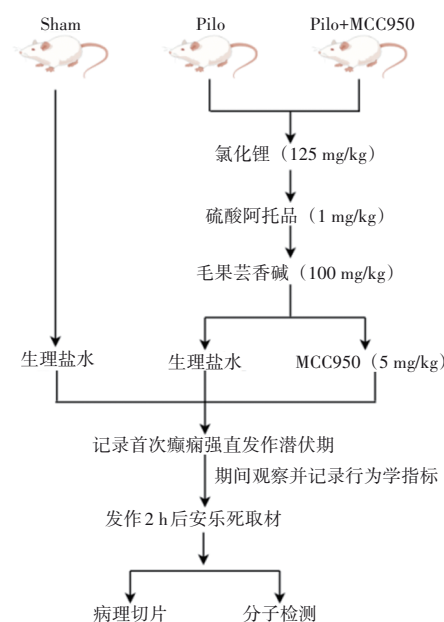 Sham
Pilo
Pilo+MCC950
氯化锂（125 mg/kg）
硫酸阿托品（1 mg/kg）
毛果芸香碱（100 mg/kg）
生理盐水
生理盐水
MCC950（5 mg/kg）
记录首次癫痫强直发作潜伏期
期间观察并记录行为学指标
发作2 h后安乐死取材
病理切片
分子检测